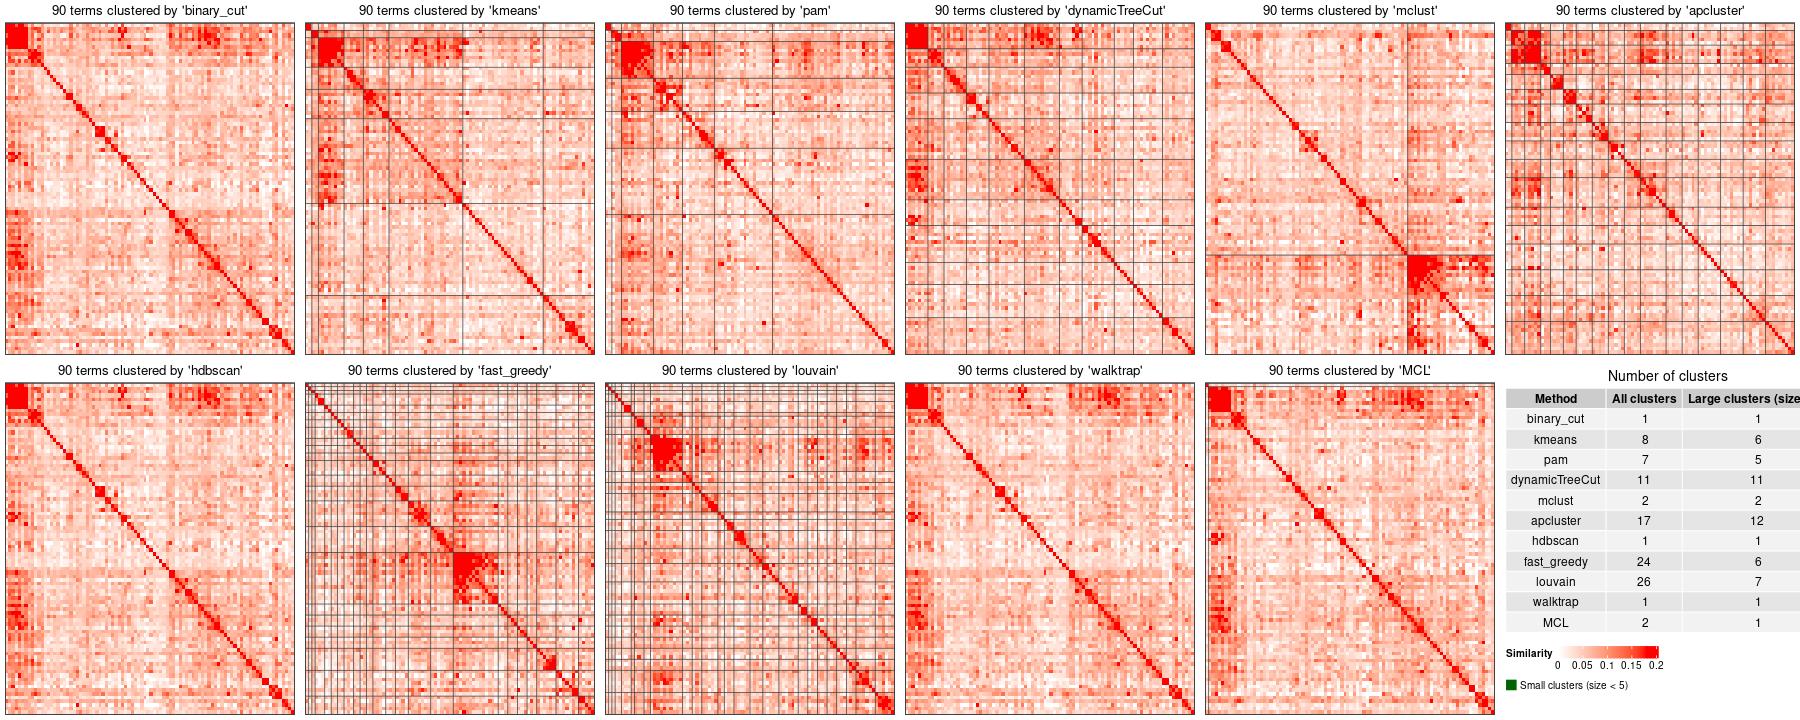 90 terms clustered by 'binary_cut'
90 terms clustered by 'kmeans'
90 terms clustered by 'pam'
90 terms clustered by 'dynamicTreeCut'
90 terms clustered by 'mclust'
90 terms clustered by 'apcluster'
90 terms clustered by 'hdbscan'
90 terms clustered by 'fast_greedy'
90 terms clustered by 'louvain'
90 terms clustered by 'walktrap'
90 terms clustered by 'MCL'
Number of clusters
Method All clusters Large clusters (size
binary_cut 1 1
kmeans 8 6
pam 7 5
dynamicTreeCut 11 11
mclust 2 2
apcluster 17 12
hdbscan 1 1
fast_greedy 24 6
louvain 26 7
walktrap 1 1
MCL 2 1
Similarity
0 0.05 0.1 0.15 0.2
Small clusters (size < 5)